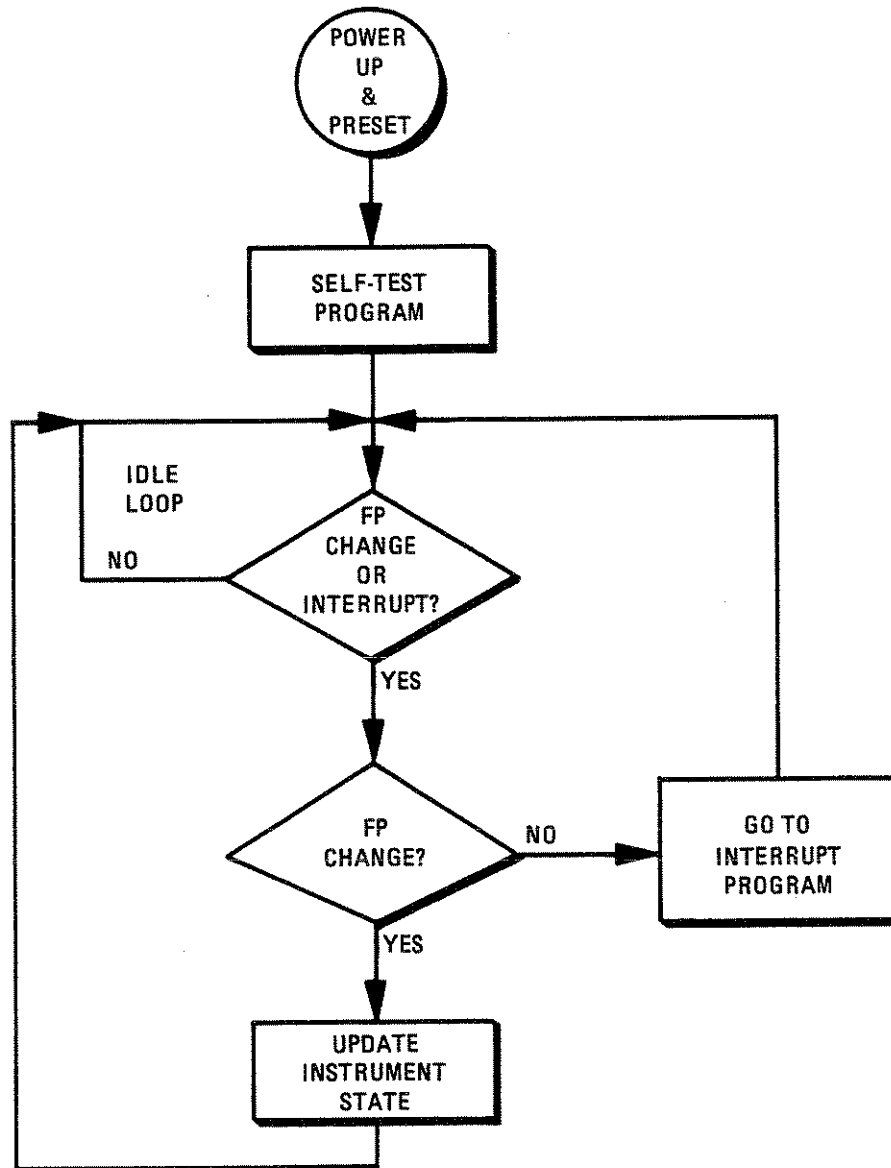 POWER
UP
&
PRESET
SELF-TEST
PROGRAM
IDLE
LOOP
NO
FP
CHANGE
OR
INTERRUPT?
YES
FP
CHANGE?
NO
GO TO
INTERRUPT
PROGRAM
YES
UPDATE
INSTRUMENT
STATE